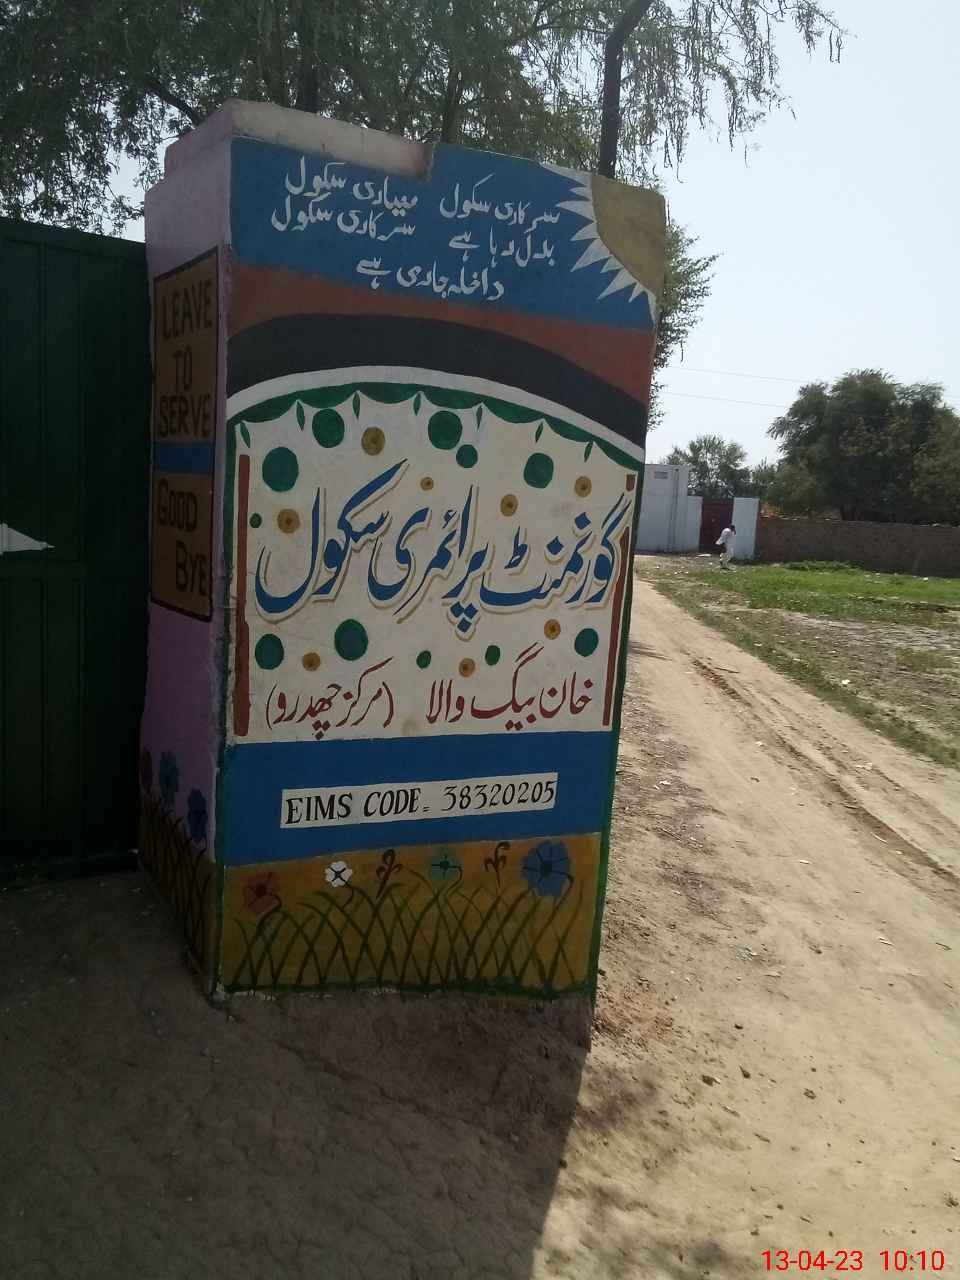 سرکاری سکول معیاری سکول
بدل رہا ہے سرکاری سکول
داخلہ جاری ہے
گورنمنٹ پرائمری سکول
خان بیگ والا (مرکز چھدرو)
EIMS CODE = 38320205
LEAVE
TO
SERVE
GOOD
BYE
13-04-23 10:10